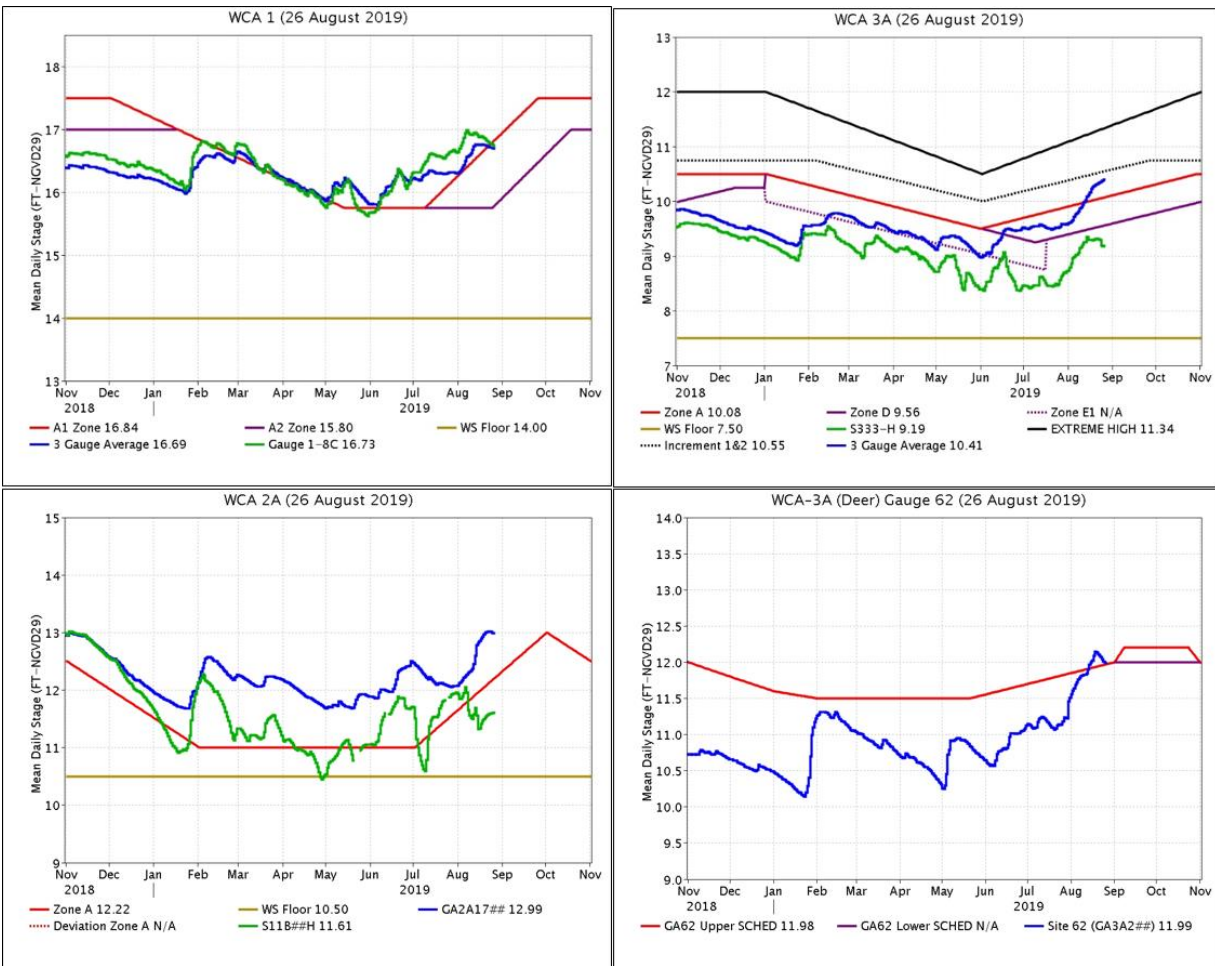 WCA 1 (26 August 2019)
Mean Daily Stage (FT-NGVD29)
18
17
16
15
14
13
Nov Dec Jan Feb Mar Apr May Jun Jul Aug Sep Oct Nov
2018 2019
A1 Zone 16.84 A2 Zone 15.80 WS Floor 14.00
3 Gauge Average 16.69 Gauge 1-8C 16.73
WCA 3A (26 August 2019)
Mean Daily Stage (FT-NGVD29)
13
12
11
10
9
8
7
Nov Dec Jan Feb Mar Apr May Jun Jul Aug Sep Oct Nov
2018 2019
Zone A 10.08 Zone D 9.56 Zone E1 N/A
WS Floor 7.50 S333-H 9.19 EXTREME HIGH 11.34
Increment 1&2 10.55 3 Gauge Average 10.41
WCA 2A (26 August 2019)
Mean Daily Stage (FT-NGVD29)
15
14
13
12
11
10
9
Nov Dec Jan Feb Mar Apr May Jun Jul Aug Sep Oct Nov
2018 2019
Zone A 12.22 WS Floor 10.50 GA2A17## 12.99
Deviation Zone A N/A S11B##H 11.61
WCA-3A (Deer) Gauge 62 (26 August 2019)
Mean Daily Stage (FT-NGVD29)
14.0
13.5
13.0
12.5
12.0
11.5
11.0
10.5
10.0
9.5
9.0
Nov Dec Jan Feb Mar Apr May Jun Jul Aug Sep Oct Nov
2018 2019
GA62 Upper SCHED 11.98 GA62 Lower SCHED N/A Site 62 (GA3A2##) 11.99